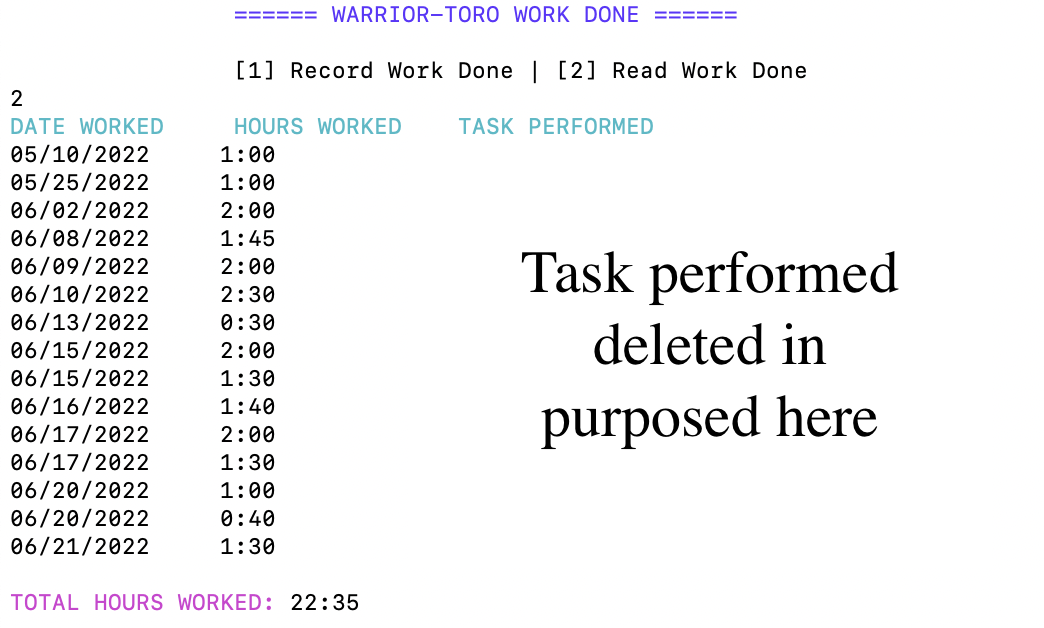 ====== WARRIOR-TORO WORK DONE ======
[1] Record Work Done | [2] Read Work Done
2
DATE WORKED HOURS WORKED TASK PERFORMED
05/10/2022 1:00
05/25/2022 1:00
06/02/2022 2:00
06/08/2022 1:45
06/09/2022 2:00
06/10/2022 2:30
06/13/2022 0:30
06/15/2022 2:00
06/15/2022 1:30
06/16/2022 1:40
06/17/2022 2:00
06/17/2022 1:30
06/20/2022 1:00
06/20/2022 0:40
06/21/2022 1:30
Task performed
deleted in
purposed here
TOTAL HOURS WORKED: 22:35